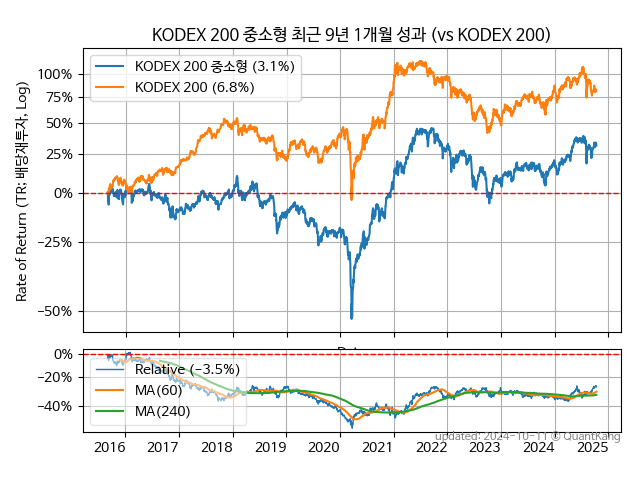 KODEX 200 중소형 최근 9년 1개월 성과 (vs KODEX 200)
Rate of Return (TR: 배당재투자, Log)
KODEX 200 중소형 (3.1%)
KODEX 200 (6.8%)
100%
75%
50%
25%
0%
−25%
−50%
0%
−20%
−40%
Relative (−3.5%)
MA(60)
MA(240)
updated: 2024-10-11 © QuantKang
2016 2017 2018 2019 2020 2021 2022 2023 2024 2025